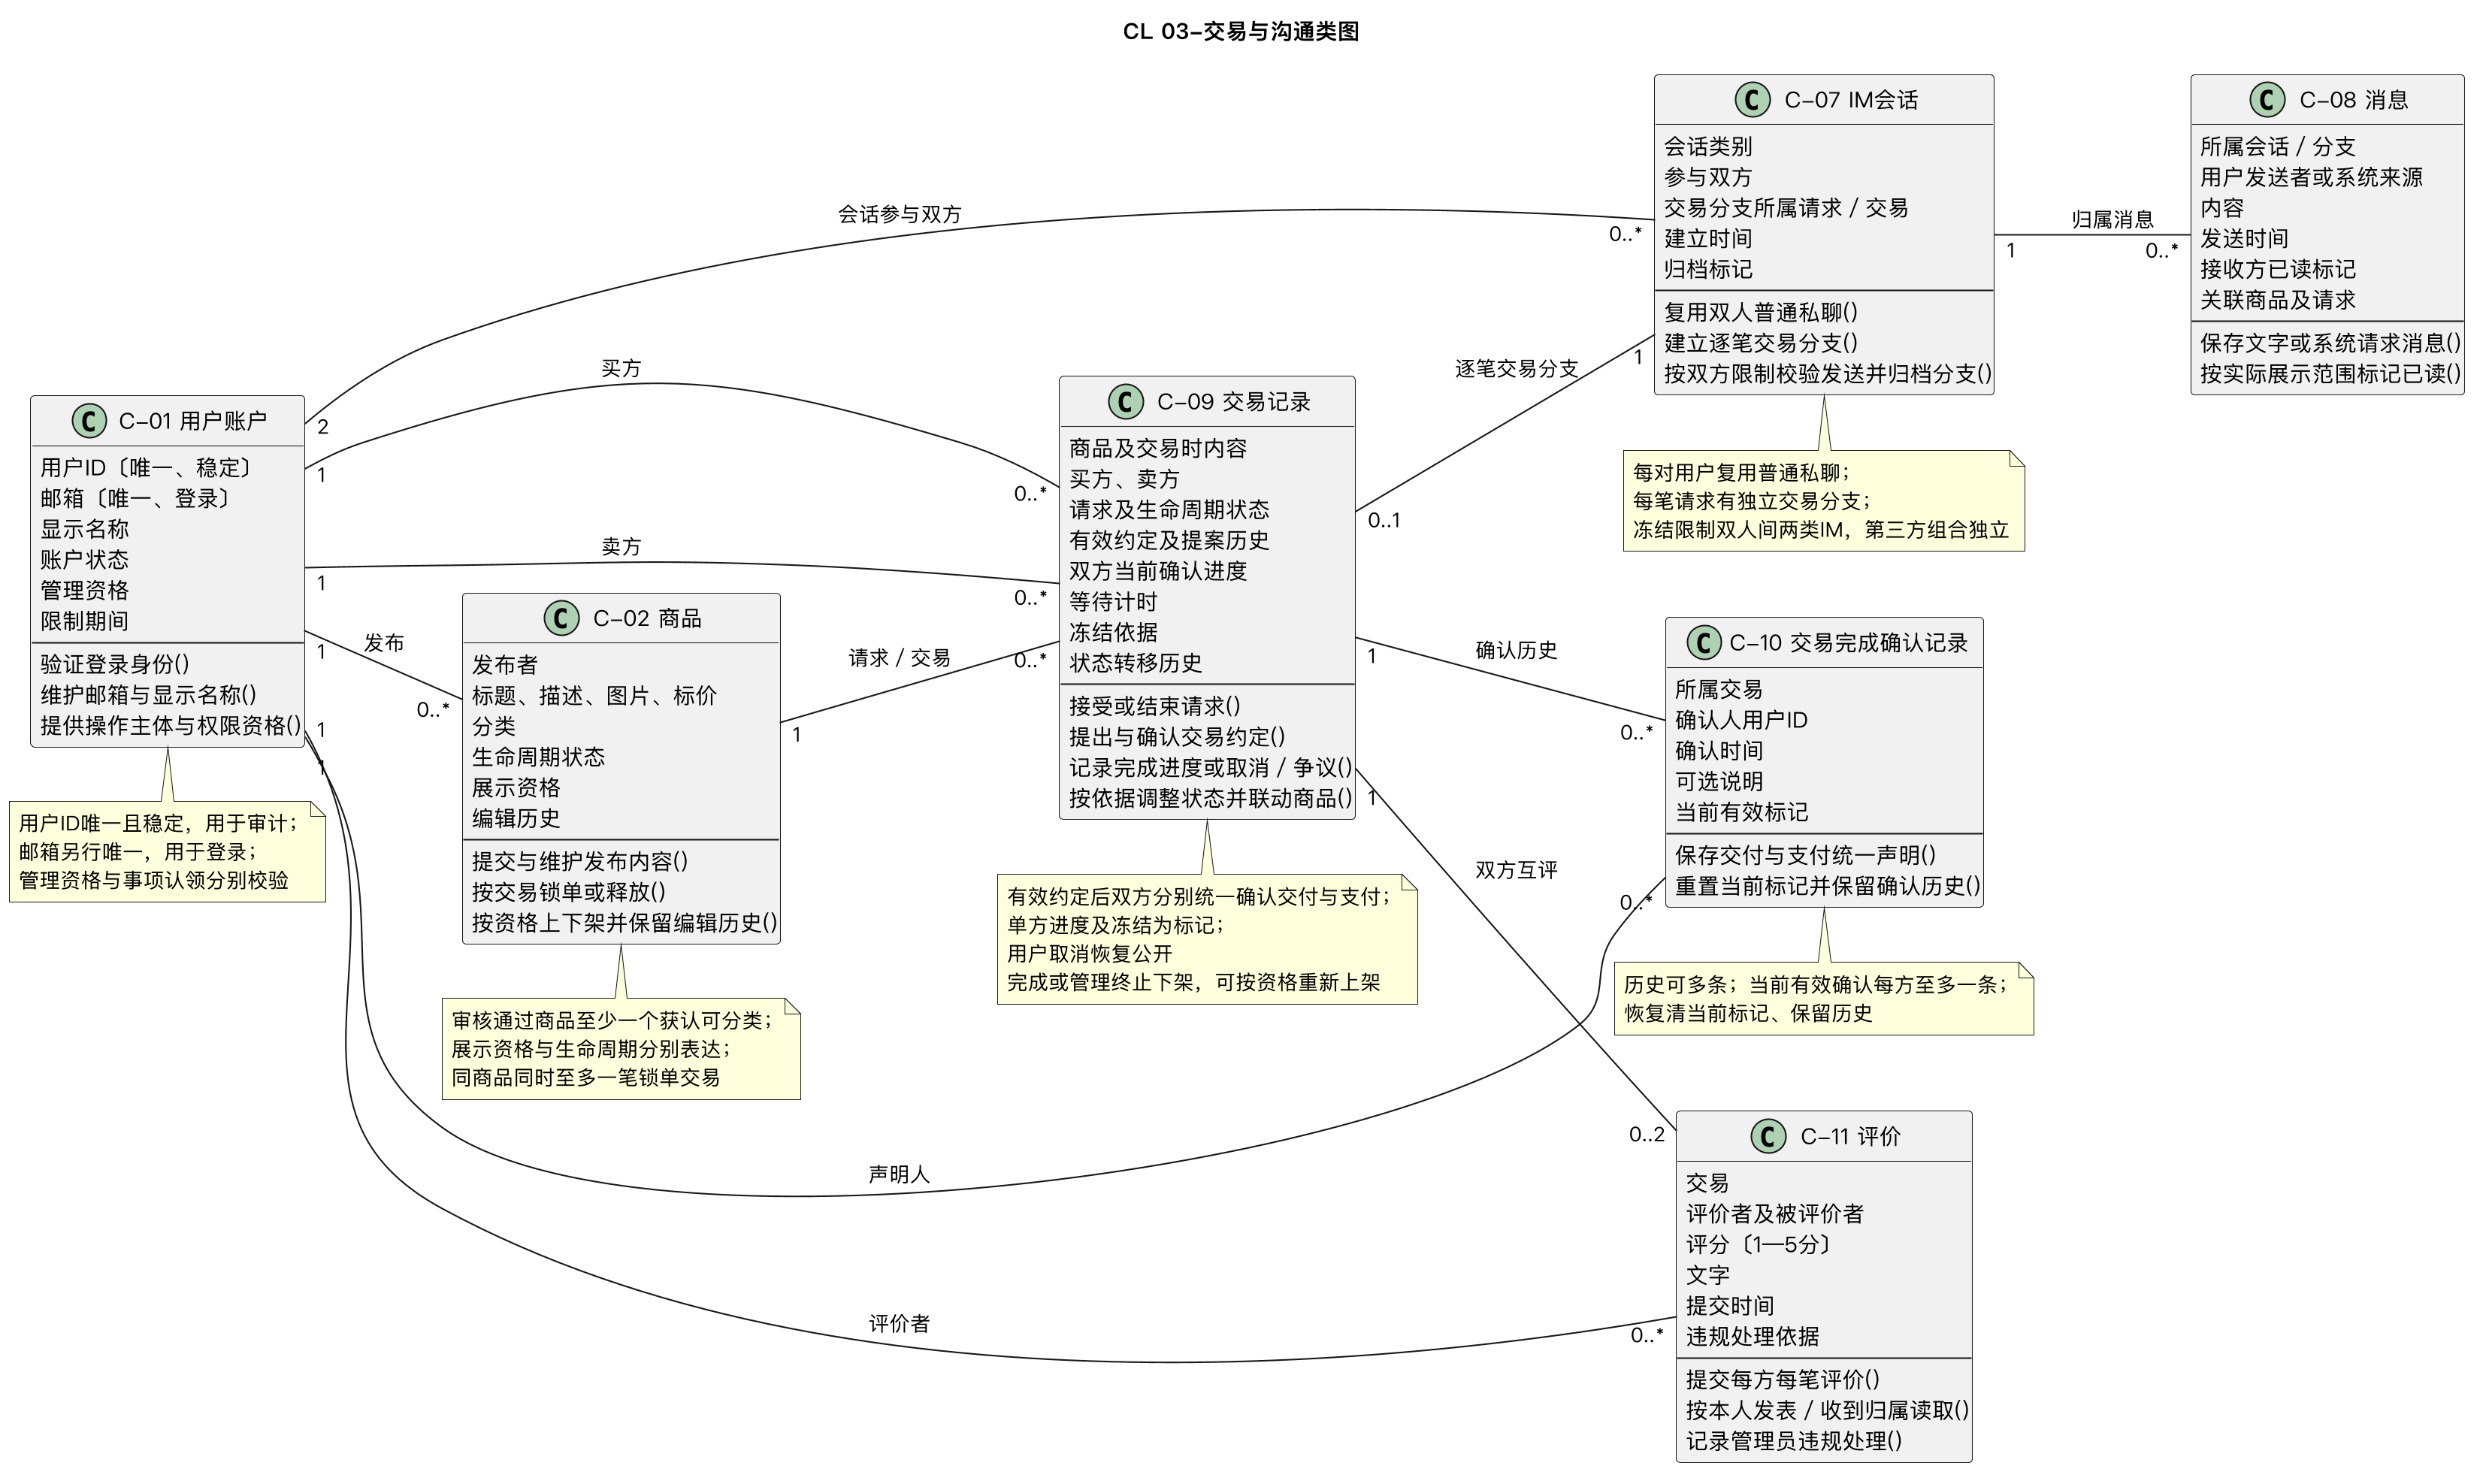 CL 03–交易与沟通类图
C–01 用户账户
用户ID〔唯一、稳定〕
邮箱〔唯一、登录〕
显示名称
账户状态
管理资格
限制期间
验证登录身份()
维护邮箱与显示名称()
提供操作主体与权限资格()
用户ID唯一且稳定，用于审计；
邮箱另行唯一，用于登录；
管理资格与事项认领分别校验
C–02 商品
发布者
标题、描述、图片、标价
分类
生命周期状态
展示资格
编辑历史
提交与维护发布内容()
按交易锁单或释放()
按资格上下架并保留编辑历史()
审核通过商品至少一个获认可分类；
展示资格与生命周期分别表达；
同商品同时至多一笔锁单交易
C–09 交易记录
商品及交易时内容
买方、卖方
请求及生命周期状态
有效约定及提案历史
双方当前确认进度
等待计时
冻结依据
状态转移历史
接受或结束请求()
提出与确认交易约定()
记录完成进度或取消／争议()
按依据调整状态并联动商品()
有效约定后双方分别统一确认交付与支付；
单方进度及冻结为标记；
用户取消恢复公开
完成或管理终止下架，可按资格重新上架
C–07 IM会话
会话类别
参与双方
交易分支所属请求／交易
建立时间
归档标记
复用双人普通私聊()
建立逐笔交易分支()
按双方限制校验发送并归档分支()
每对用户复用普通私聊；
每笔请求有独立交易分支；
冻结限制双人间两类IM，第三方组合独立
C–08 消息
所属会话／分支
用户发送者或系统来源
内容
发送时间
接收方已读标记
关联商品及请求
保存文字或系统请求消息()
按实际展示范围标记已读()
C–10 交易完成确认记录
所属交易
确认人用户ID
确认时间
可选说明
当前有效标记
保存交付与支付统一声明()
重置当前标记并保留确认历史()
历史可多条；当前有效确认每方至多一条；
恢复清当前标记、保留历史
C–11 评价
交易
评价者及被评价者
评分〔1—5分〕
文字
提交时间
违规处理依据
提交每方每笔评价()
按本人发表／收到归属读取()
记录管理员违规处理()
会话参与双方
2
0..*
买方
1
0..*
卖方
1
0..*
发布
1
0..*
请求／交易
1
0..*
逐笔交易分支
0..1
1
归属消息
1
0..*
确认历史
1
0..*
双方互评
1
0..2
声明人
1
0..*
评价者
1
0..*